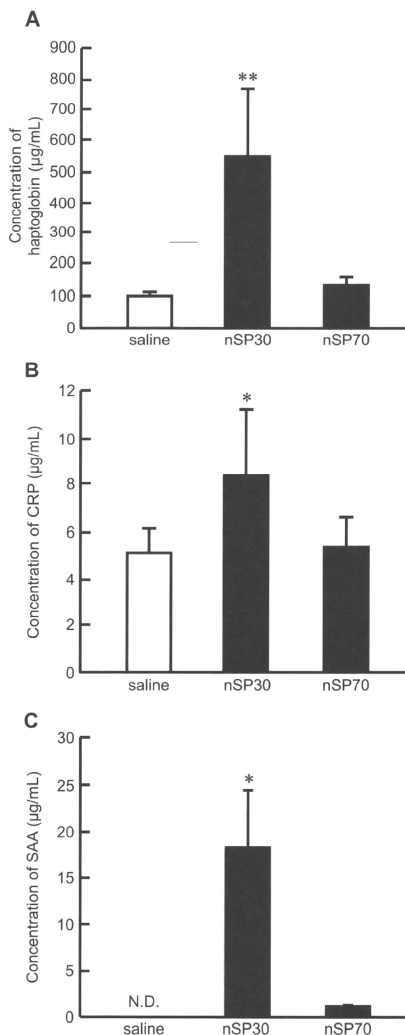 A
Concentration of
haptoglobin (µg/mL)
900
800
700
600
500
400
300
200
100
0
**
saline nSP30 nSP70
B
Concentration of CRP (µg/mL)
12
10
8
6
4
2
0
*
saline nSP30 nSP70
C
Concentration of SAA (µg/mL)
30
25
20
15
10
5
0
*
N.D.
saline nSP30 nSP70